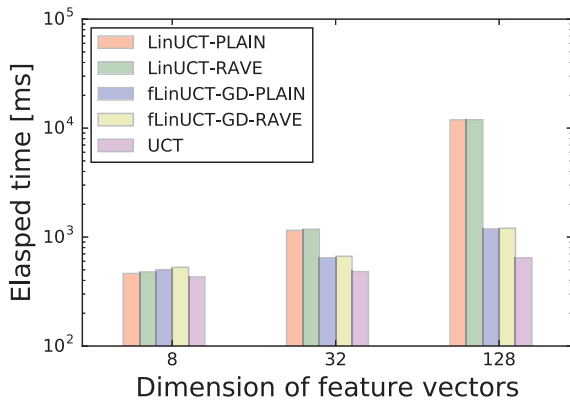 10^5
10^4
10^3
10^2
Elasped time [ms]
LinUCT-PLAIN
LinUCT-RAVE
fLinUCT-GD-PLAIN
fLinUCT-GD-RAVE
UCT
8 32 128
Dimension of feature vectors